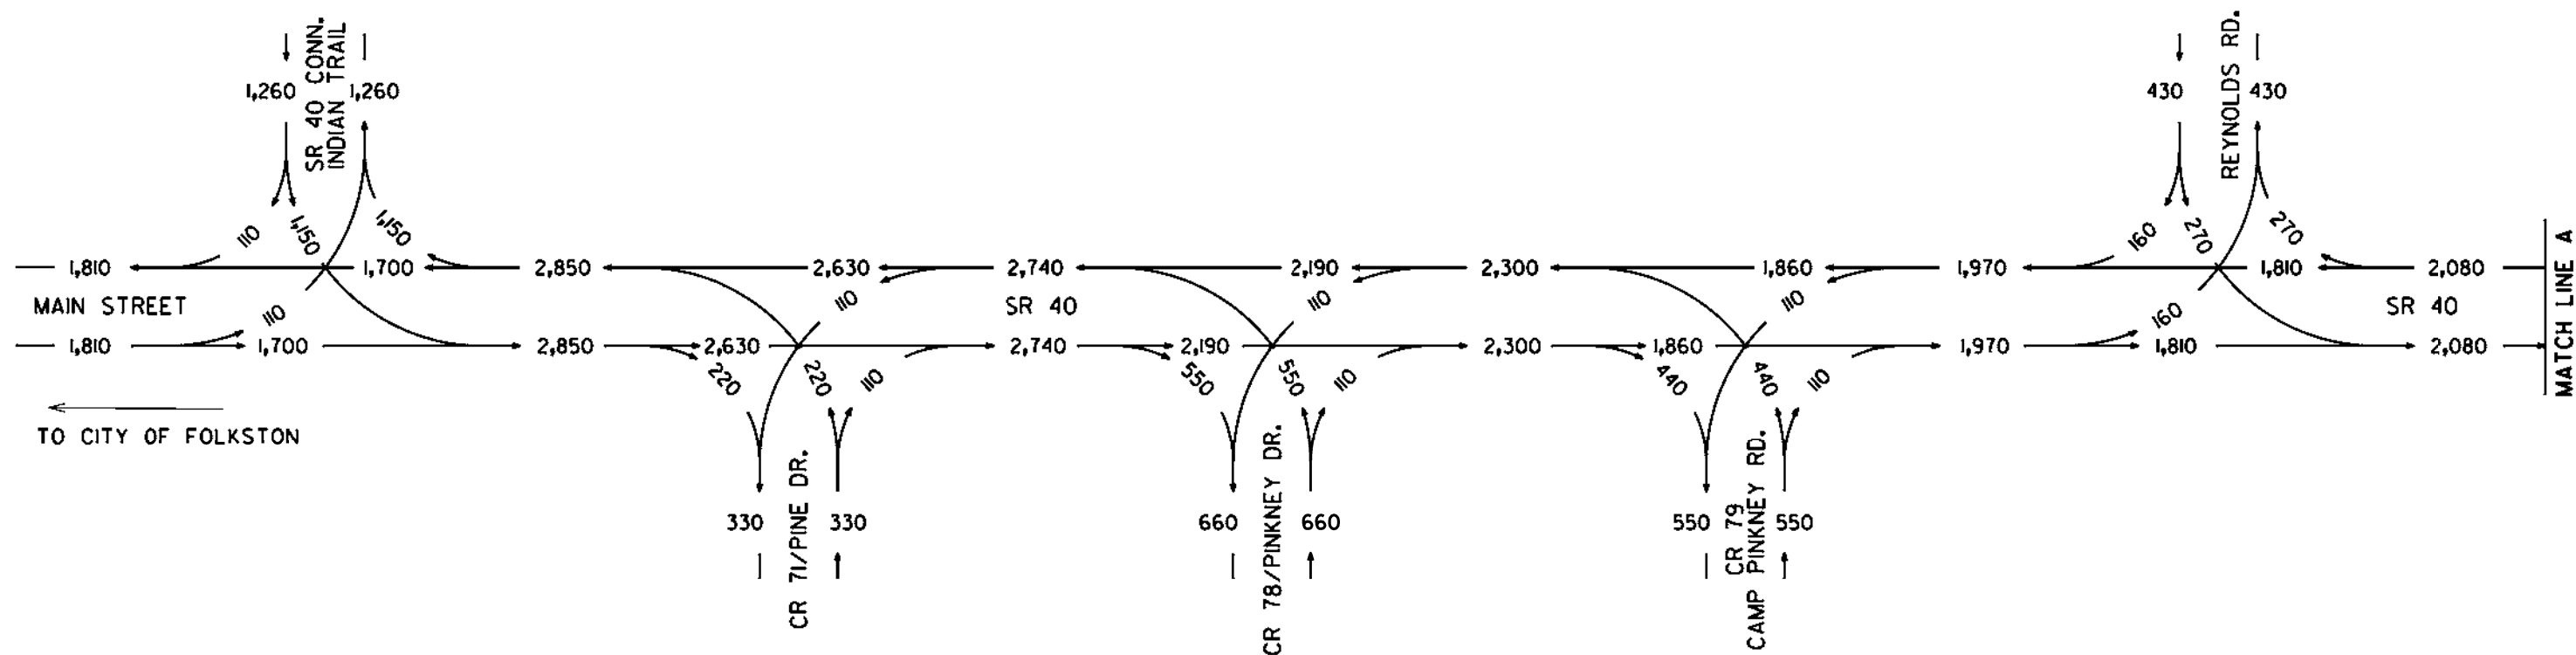 SR 40 CONN.
INDIAN TRAIL
REYNOLDS RD.
1,260 1,260
430 430
110 1,150 1,150
160 270 270
1,810 1,700 2,850 2,630 2,740 2,190 2,300 1,860 1,970 1,810 2,080
MAIN STREET 110 110 SR 40 110 110 160 SR 40
1,810 1,700 2,850 2,630 2,740 2,190 2,300 1,860 1,970 1,810 2,080
MATCH LINE A
220 220 110 550 550 110 440 440 110
TO CITY OF FOLKSTON
330 330 660 660 550 550
CR 71/PINE DR.
CR 78/PINKNEY DR.
CR 79
CAMP PINKNEY RD.